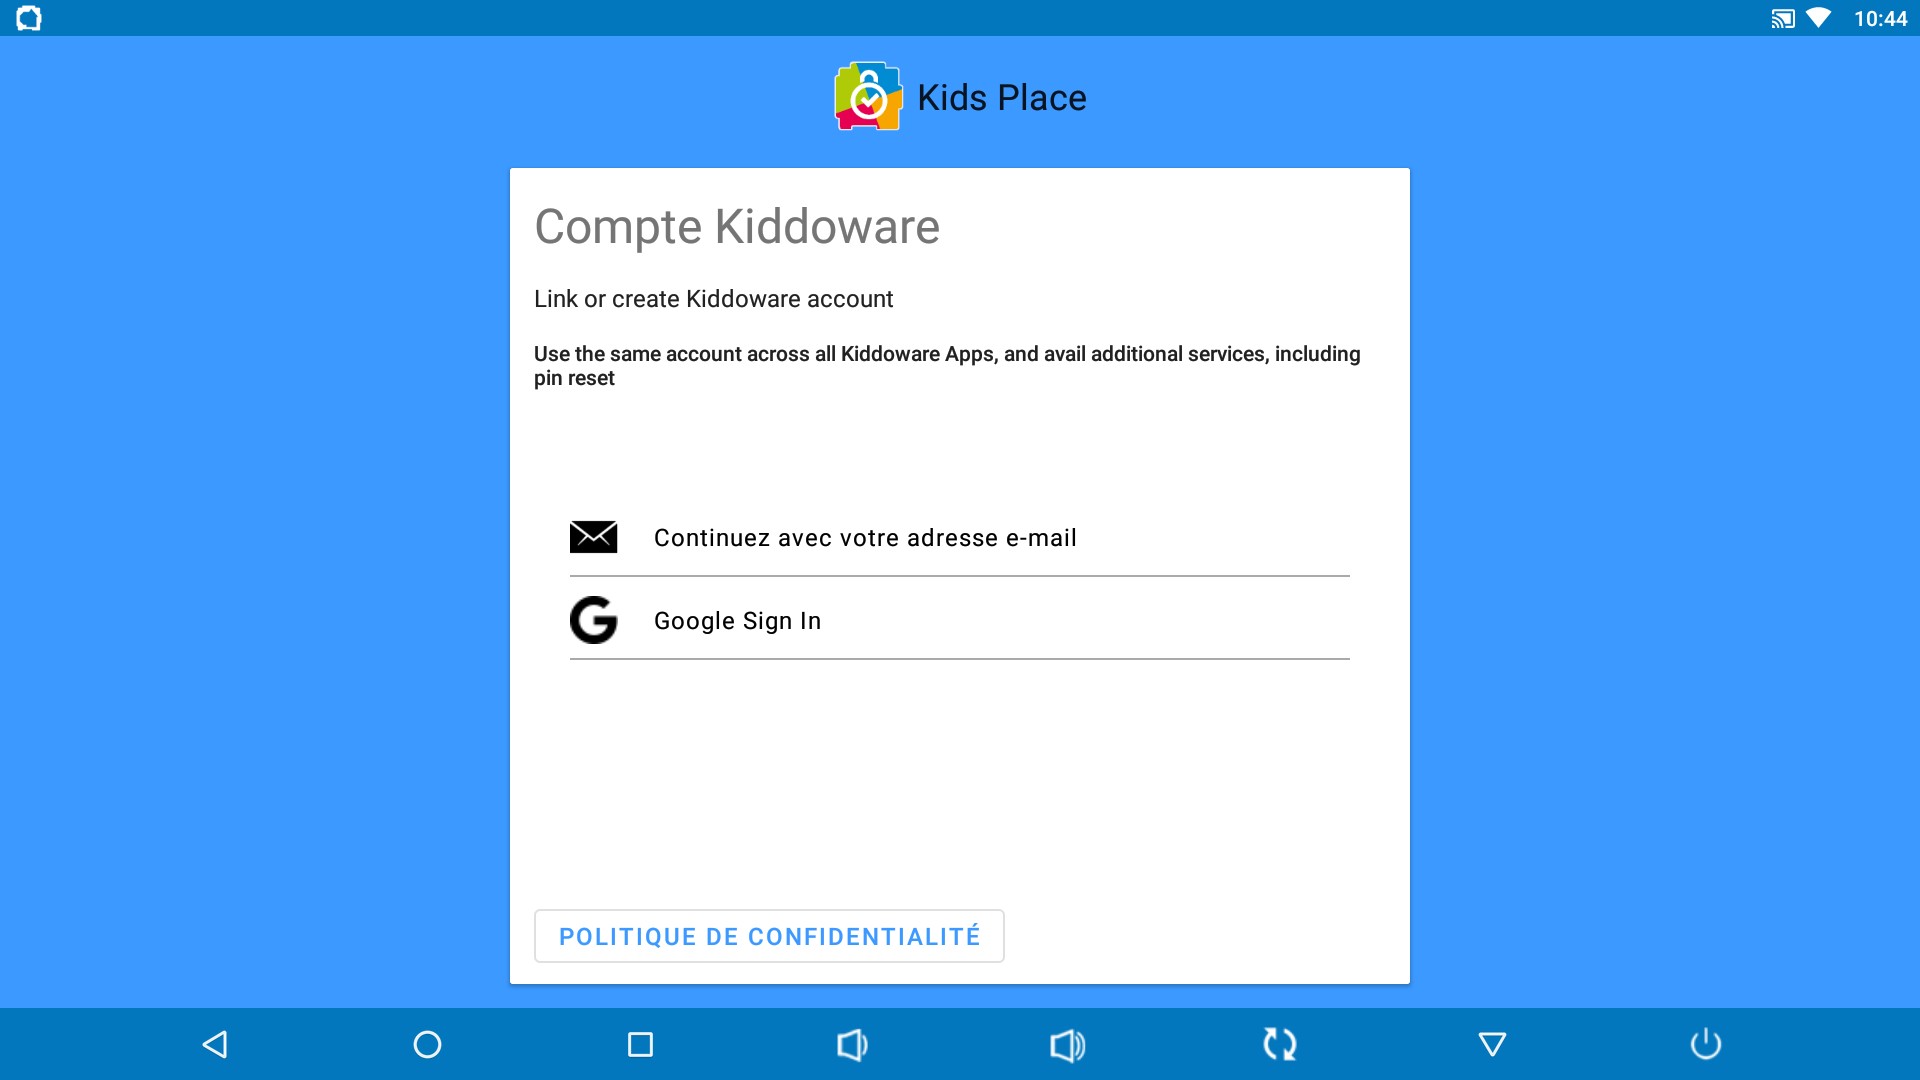 10:44
Kids Place
Compte Kiddoware
Link or create Kiddoware account
Use the same account across all Kiddoware Apps, and avail additional services, including
pin reset
Continuez avec votre adresse e-mail
Google Sign In
POLITIQUE DE CONFIDENTIALITÉ